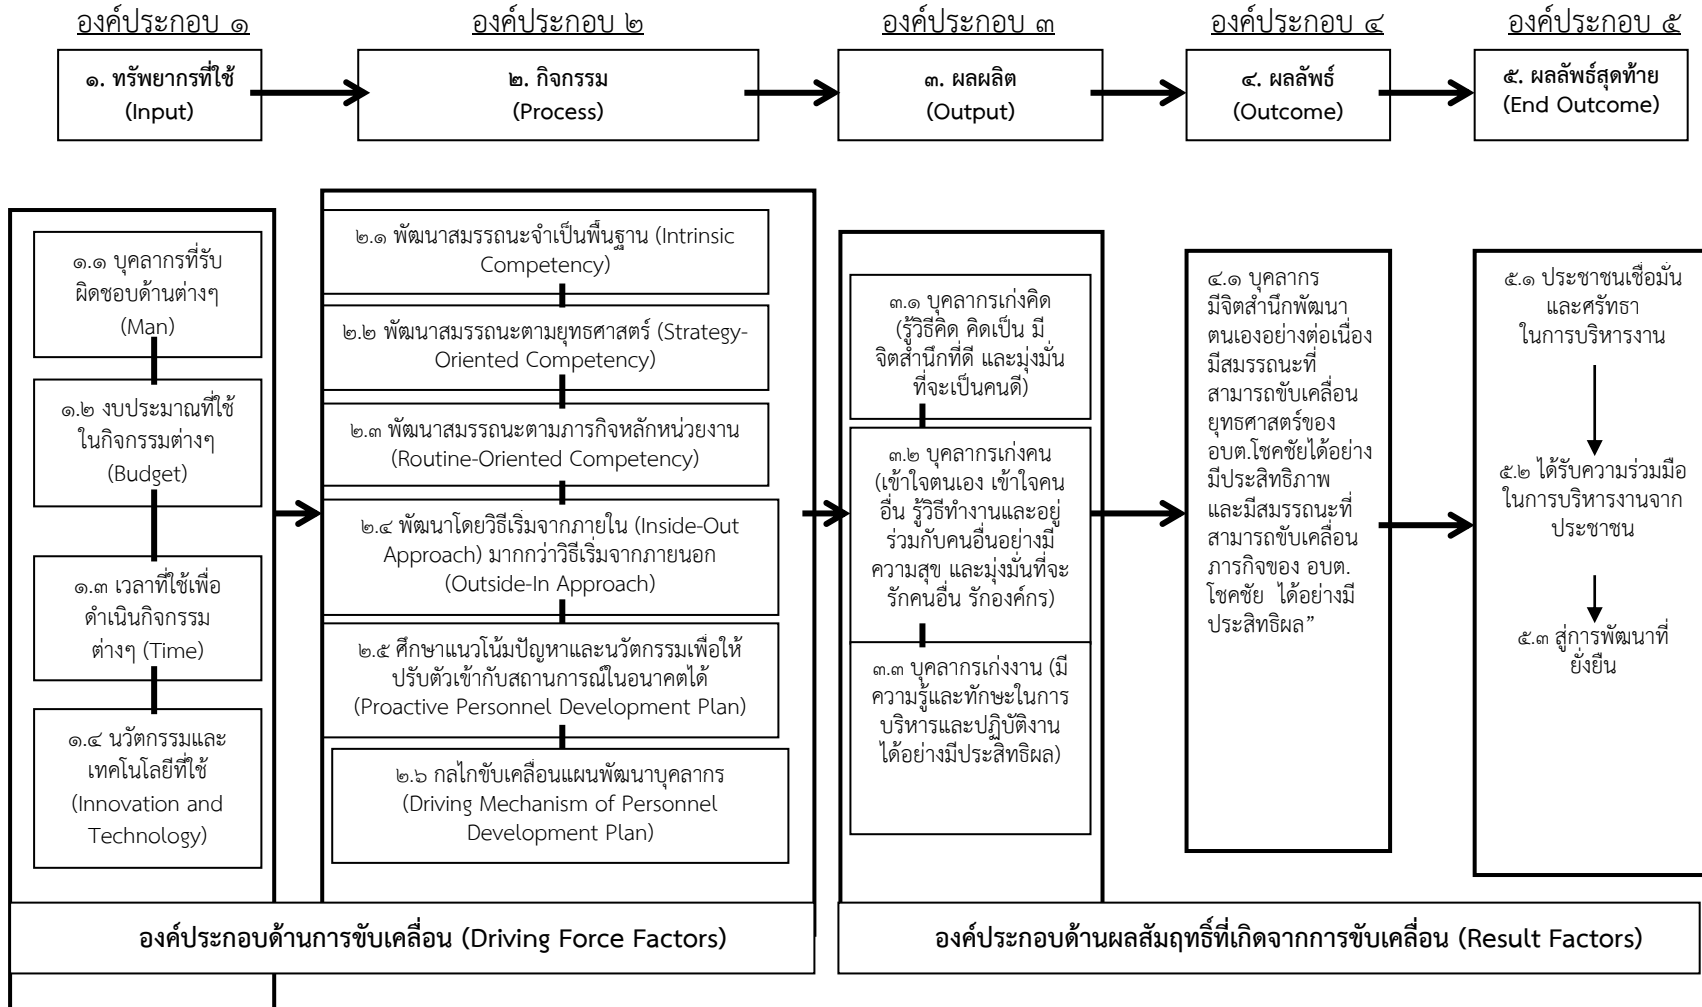 องค์ประกอบ ๑
องค์ประกอบ ๒
องค์ประกอบ ๓
องค์ประกอบ ๔
องค์ประกอบ ๕
๑. ทรัพยากรที่ใช้
(Input)
๒. กิจกรรม
(Process)
๓. ผลผลิต
(Output)
๔. ผลลัพธ์
(Outcome)
๕. ผลลัพธ์สุดท้าย
(End Outcome)
๑.๑ บุคลากรที่รับ
ผิดชอบด้านต่างๆ
(Man)
๑.๒ งบประมาณที่ใช้
ในกิจกรรมต่างๆ
(Budget)
๑.๓ เวลาที่ใช้เพื่อ
ดำเนินกิจกรรม
ต่างๆ (Time)
๑.๔ นวัตกรรมและ
เทคโนโลยีที่ใช้
(Innovation and
Technology)
๒.๑ พัฒนาสมรรถนะจำเป็นพื้นฐาน (Intrinsic
Competency)
๒.๒ พัฒนาสมรรถนะตามยุทธศาสตร์ (Strategy-
Oriented Competency)
๒.๓ พัฒนาสมรรถนะตามภารกิจหลักหน่วยงาน
(Routine-Oriented Competency)
๒.๔ พัฒนาโดยวิธีเริ่มจากภายใน (Inside-Out
Approach) มากกว่าวิธีเริ่มจากภายนอก
(Outside-In Approach)
๒.๕ ศึกษาแนวโน้มปัญหาและนวัตกรรมเพื่อให้
ปรับตัวเข้ากับสถานการณ์ในอนาคตได้
(Proactive Personnel Development Plan)
๒.๖ กลไกขับเคลื่อนแผนพัฒนาบุคลากร
(Driving Mechanism of Personnel
Development Plan)
๓.๑ บุคลากรเก่งคิด
(รู้วิธีคิด คิดเป็น มี
จิตสำนึกที่ดี และมุ่งมั่น
ที่จะเป็นคนดี)
๓.๒ บุคลากรเก่งคน
(เข้าใจตนเอง เข้าใจคน
อื่น รู้วิธีทำงานและอยู่
ร่วมกับคนอื่นอย่างมี
ความสุข และมุ่งมั่นที่จะ
รักคนอื่น รักองค์กร)
๓.๓ บุคลากรเก่งงาน (มี
ความรู้และทักษะในการ
บริหารและปฏิบัติงาน
ได้อย่างมีประสิทธิผล)
๔.๑ บุคลากร
มีจิตสำนึกพัฒนา
ตนเองอย่างต่อเนื่อง
มีสมรรถนะที่
สามารถขับเคลื่อน
ยุทธศาสตร์ของ
อบต.โชคชัยได้อย่าง
มีประสิทธิภาพ
และมีสมรรถนะที่
สามารถขับเคลื่อน
ภารกิจของ อบต.
โชคชัย ได้อย่างมี
ประสิทธิผล”
๕.๑ ประชาชนเชื่อมั่น
และศรัทธา
ในการบริหารงาน
๕.๒ ได้รับความร่วมมือ
ในการบริหารงานจาก
ประชาชน
๕.๓ สู่การพัฒนาที่
ยั่งยืน
องค์ประกอบด้านการขับเคลื่อน (Driving Force Factors)
องค์ประกอบด้านผลสัมฤทธิ์ที่เกิดจากการขับเคลื่อน (Result Factors)